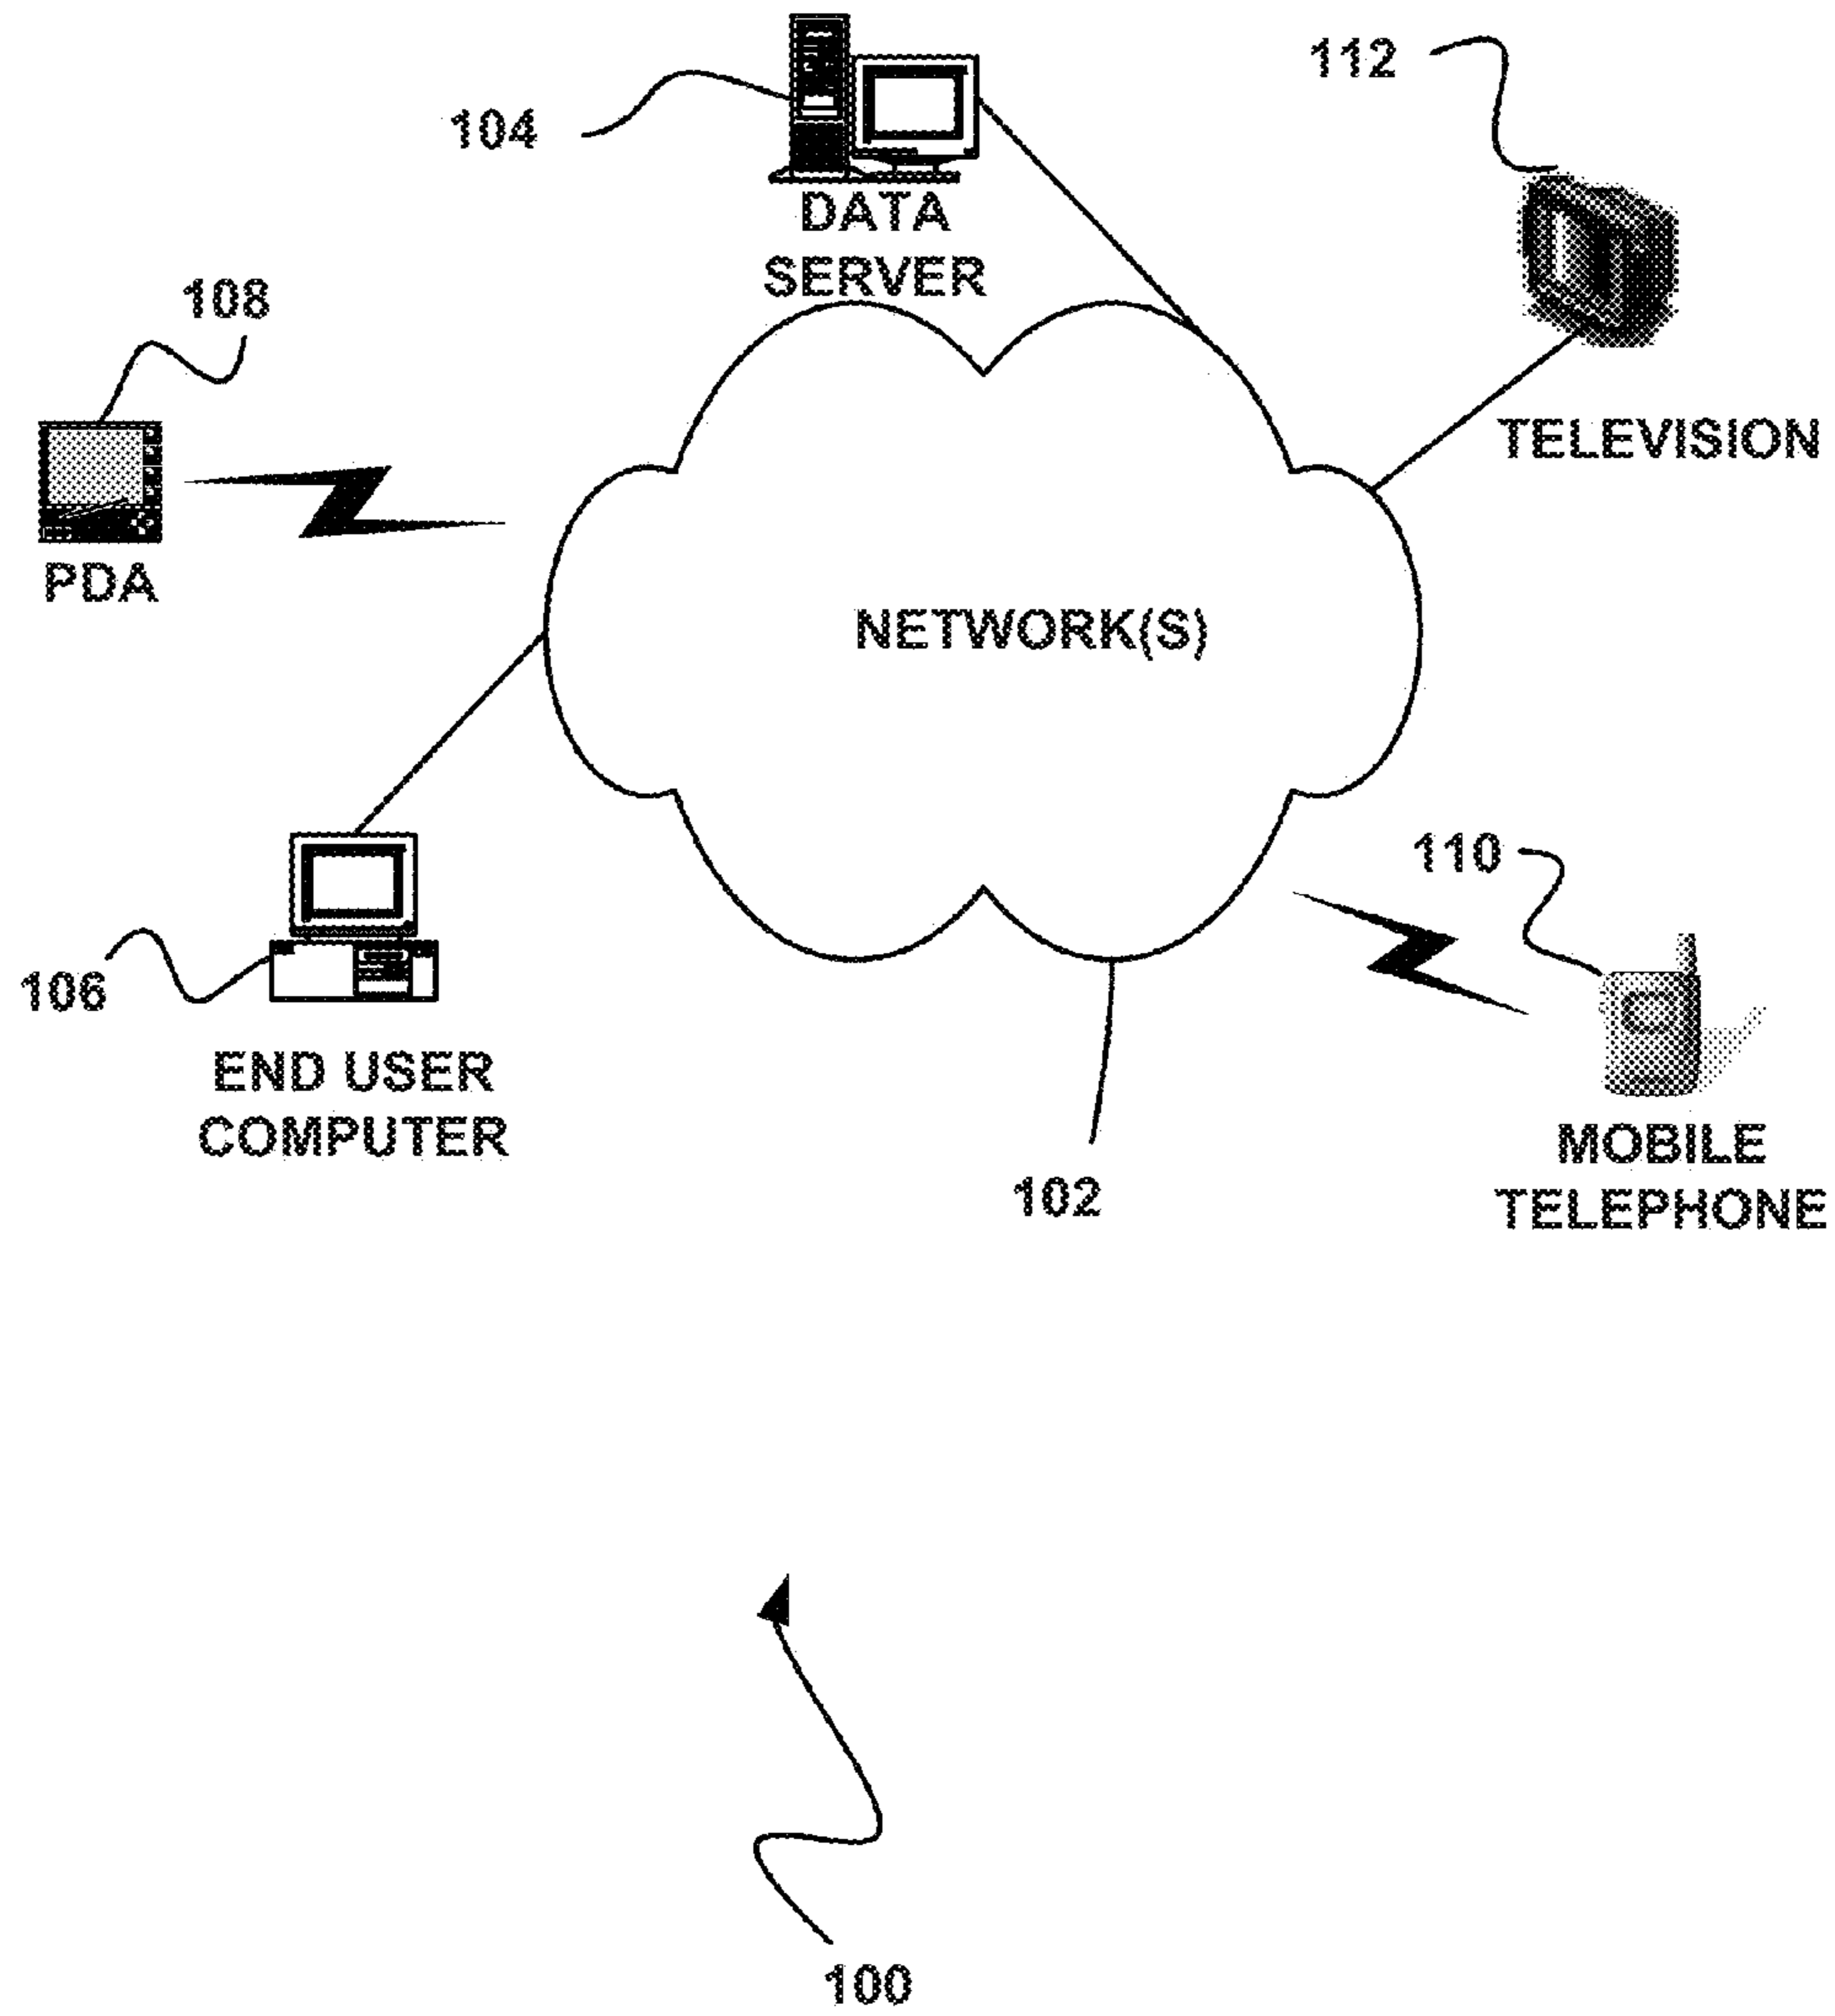 112
104
DATA
SERVER
108
TELEVISION
PDA
NETWORK(S)
110
106
END USER
COMPUTER
MOBILE
TELEPHONE
102
100